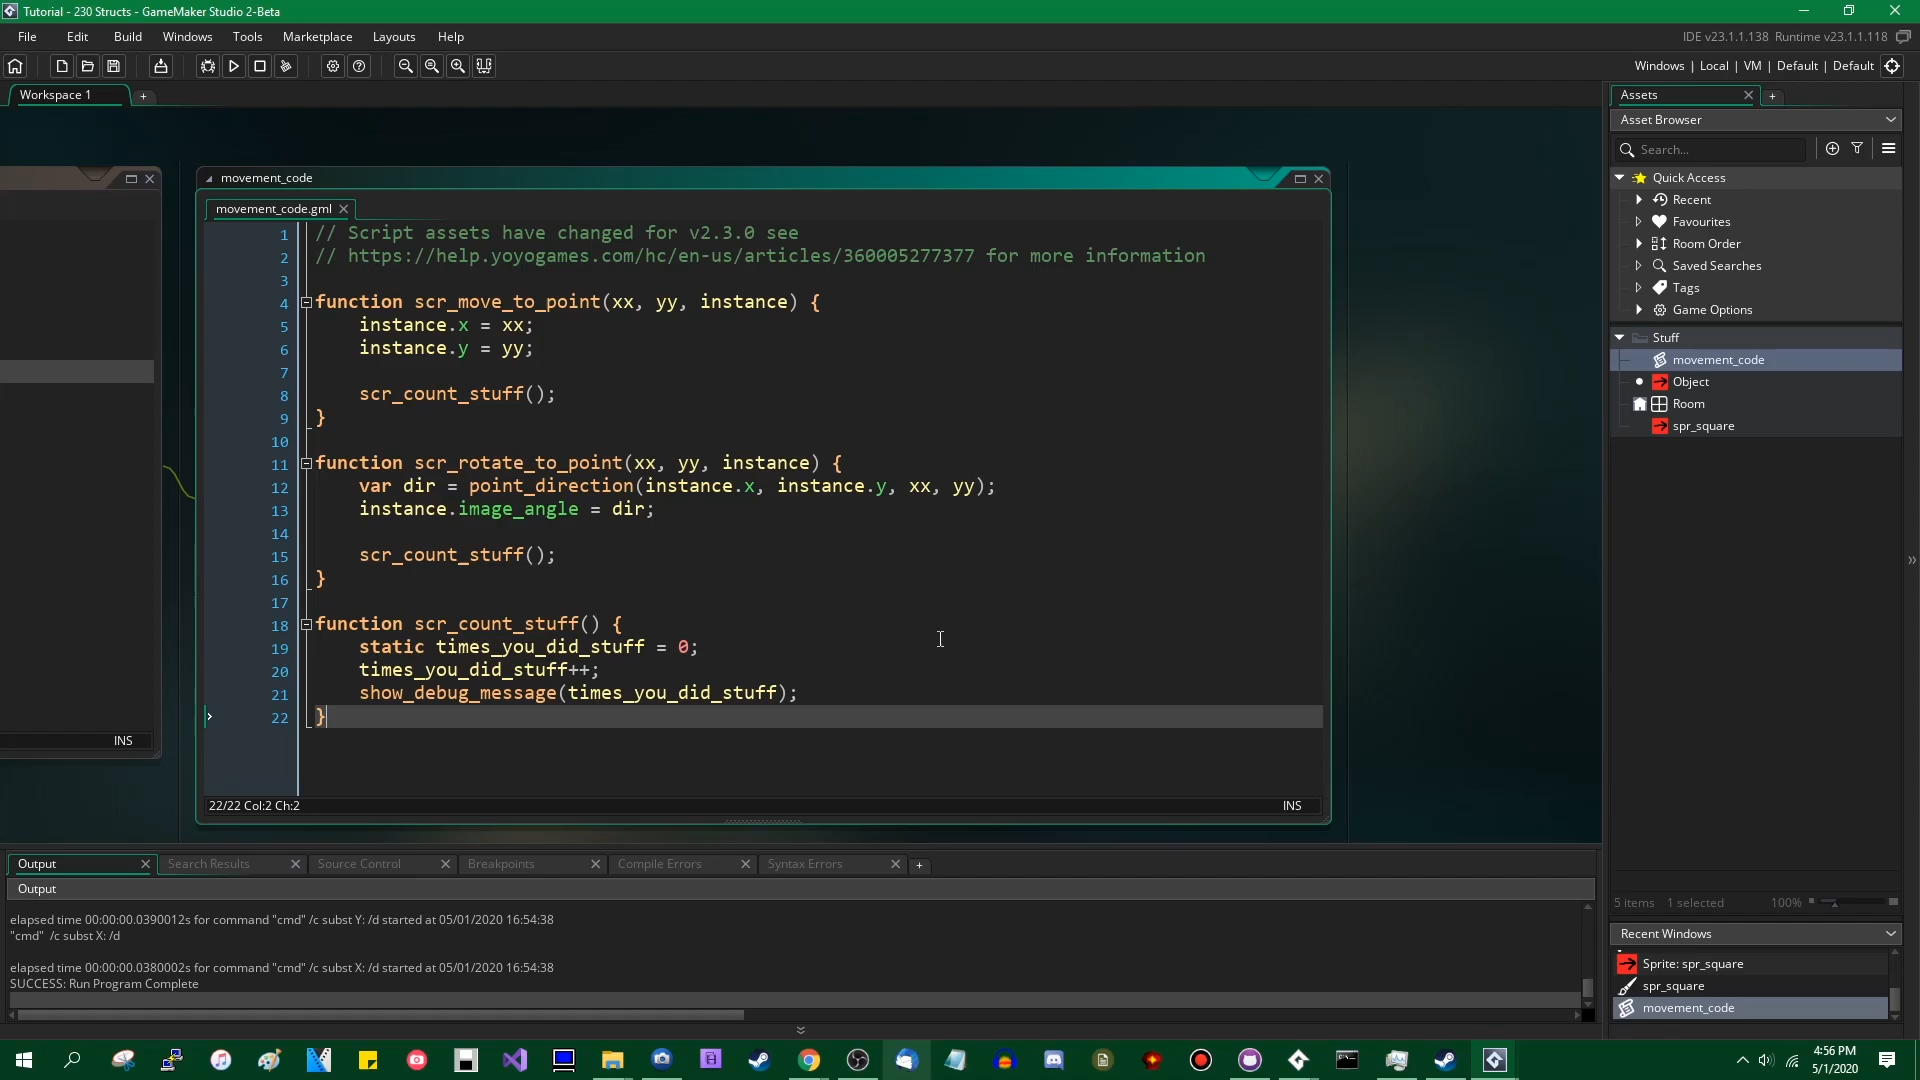 Tutorial - 230 Structs - GameMaker Studio 2-Beta
File Edit Build Windows Tools Marketplace Layouts Help
IDE v23.1.1.138 Runtime v23.1.1.118
Windows | Local | VM | Default | Default
Workspace 1
movement_code
movement_code.gml
1 // Script assets have changed for v2.3.0 see
2 // https://help.yoyogames.com/hc/en-us/articles/360005277377 for more information
3
4 function scr_move_to_point(xx, yy, instance) {
5 instance.x = xx;
6 instance.y = yy;
7
8 scr_count_stuff();
9 }
10
11 function scr_rotate_to_point(xx, yy, instance) {
12 var dir = point_direction(instance.x, instance.y, xx, yy);
13 instance.image_angle = dir;
14
15 scr_count_stuff();
16 }
17
18 function scr_count_stuff() {
19 static times_you_did_stuff = 0;
20 times_you_did_stuff++;
21 show_debug_message(times_you_did_stuff);
22 }
INS
22/22 Col:2 Ch:2 INS
Assets
Asset Browser
Search...
Quick Access
Recent
Favourites
Room Order
Saved Searches
Tags
Game Options
Stuff
movement_code
Object
Room
spr_square
5 items 1 selected 100%
Recent Windows
Sprite: spr_square
spr_square
movement_code
Output Search Results Source Control Breakpoints Compile Errors Syntax Errors
Output
elapsed time 00:00:00.0390012s for command "cmd" /c subst Y: /d started at 05/01/2020 16:54:38
"cmd" /c subst X: /d
elapsed time 00:00:00.0380002s for command "cmd" /c subst X: /d started at 05/01/2020 16:54:38
SUCCESS: Run Program Complete
4:56 PM
5/1/2020